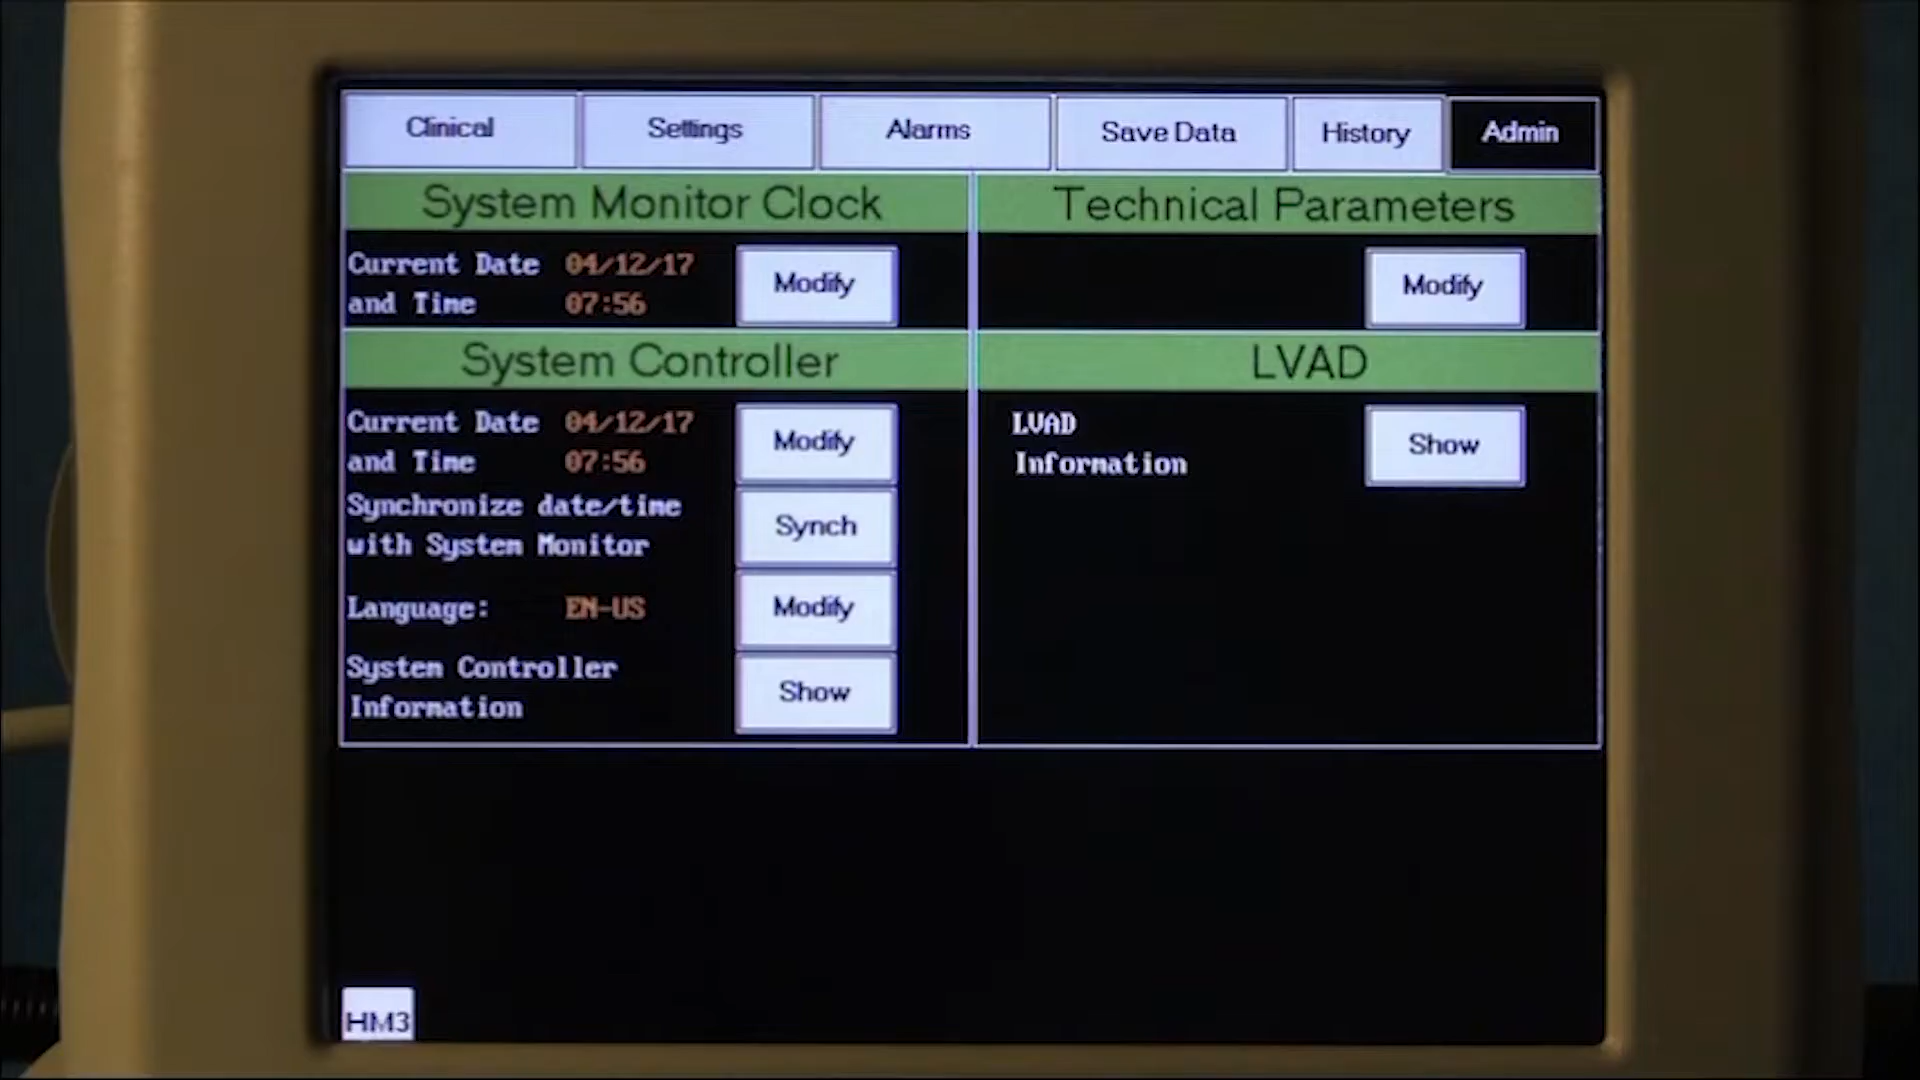 Clinical Settings Alarms Save Data History Admin
System Monitor Clock
Current Date 04/12/17
and Time 07:56
Modify
Technical Parameters
Modify
System Controller
Current Date 04/12/17
and Time 07:56
Modify
Synchronize date/time
with System Monitor
Synch
Language: EN-US
Modify
System Controller
Information
Show
LVAD
LVAD
Information
Show
HM3